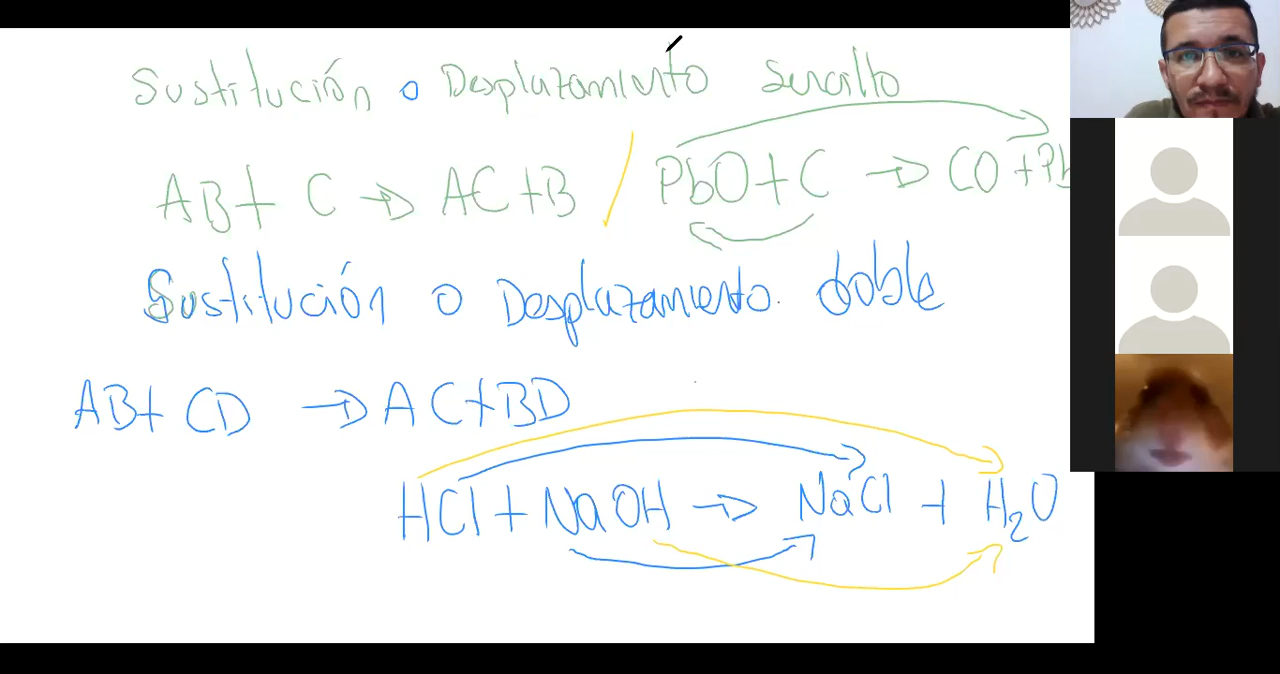 Sustitución o Desplazamiento sencillo
AB + C → AC + B / PbO + C → CO + Pb
Sustitución o Desplazamiento doble
AB + CD → AC + BD
HCl + NaOH → NaCl + H₂O